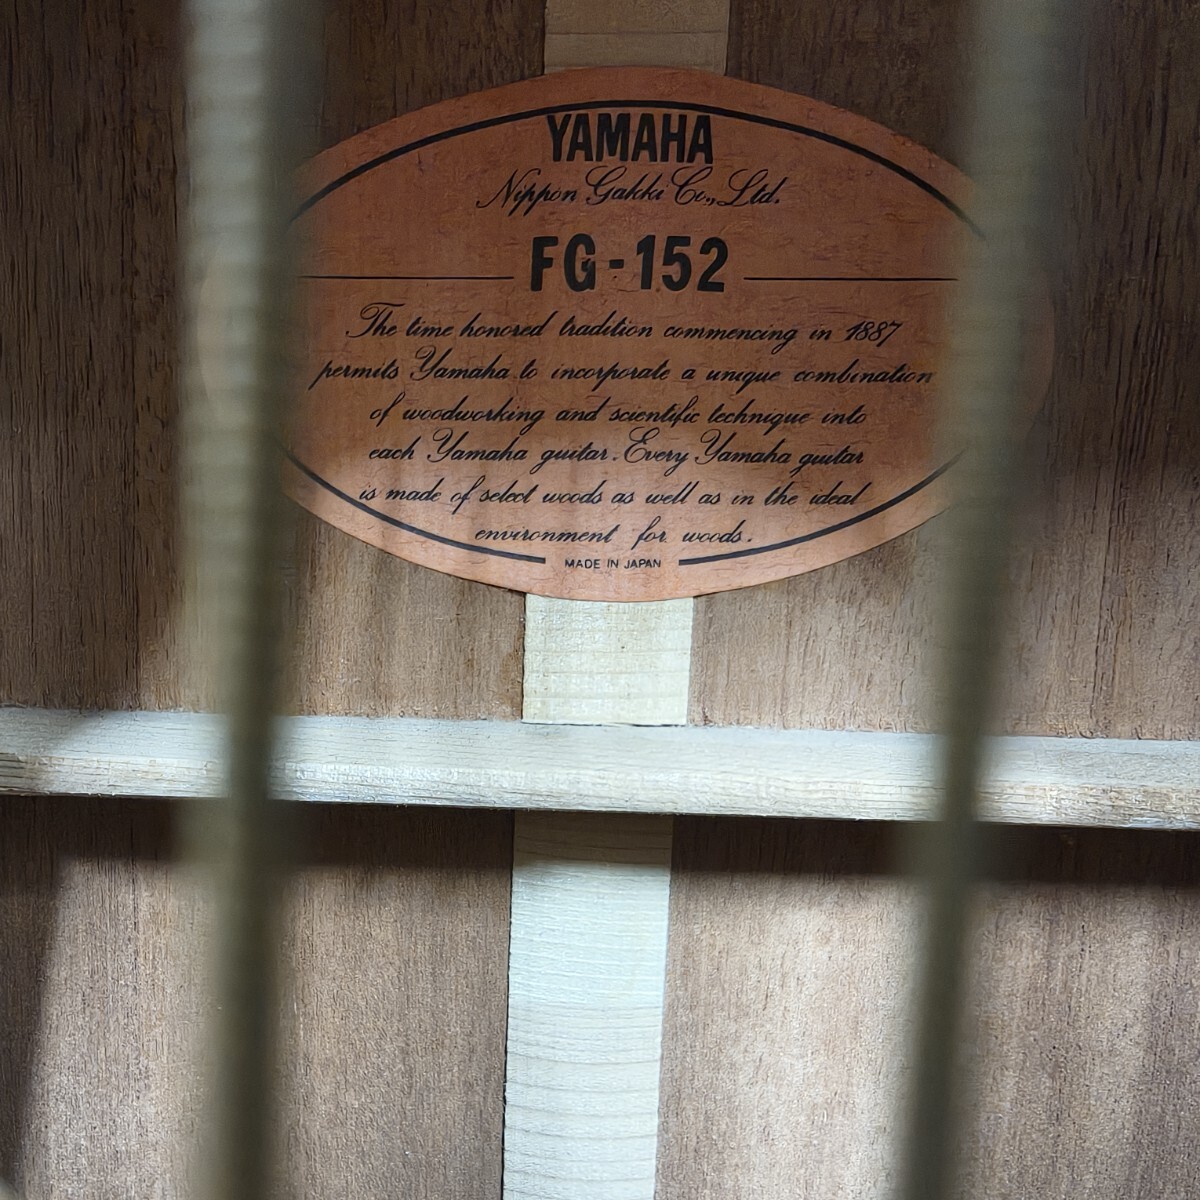 YAMAHA
Nippon Gakki Co., Ltd.
FG-152
The time honored tradition commencing in 1887
permits Yamaha to incorporate a unique combination
of woodworking and scientific technique into
each Yamaha guitar. Every Yamaha guitar
is made of select woods as well as in the ideal
environment for woods.
MADE IN JAPAN